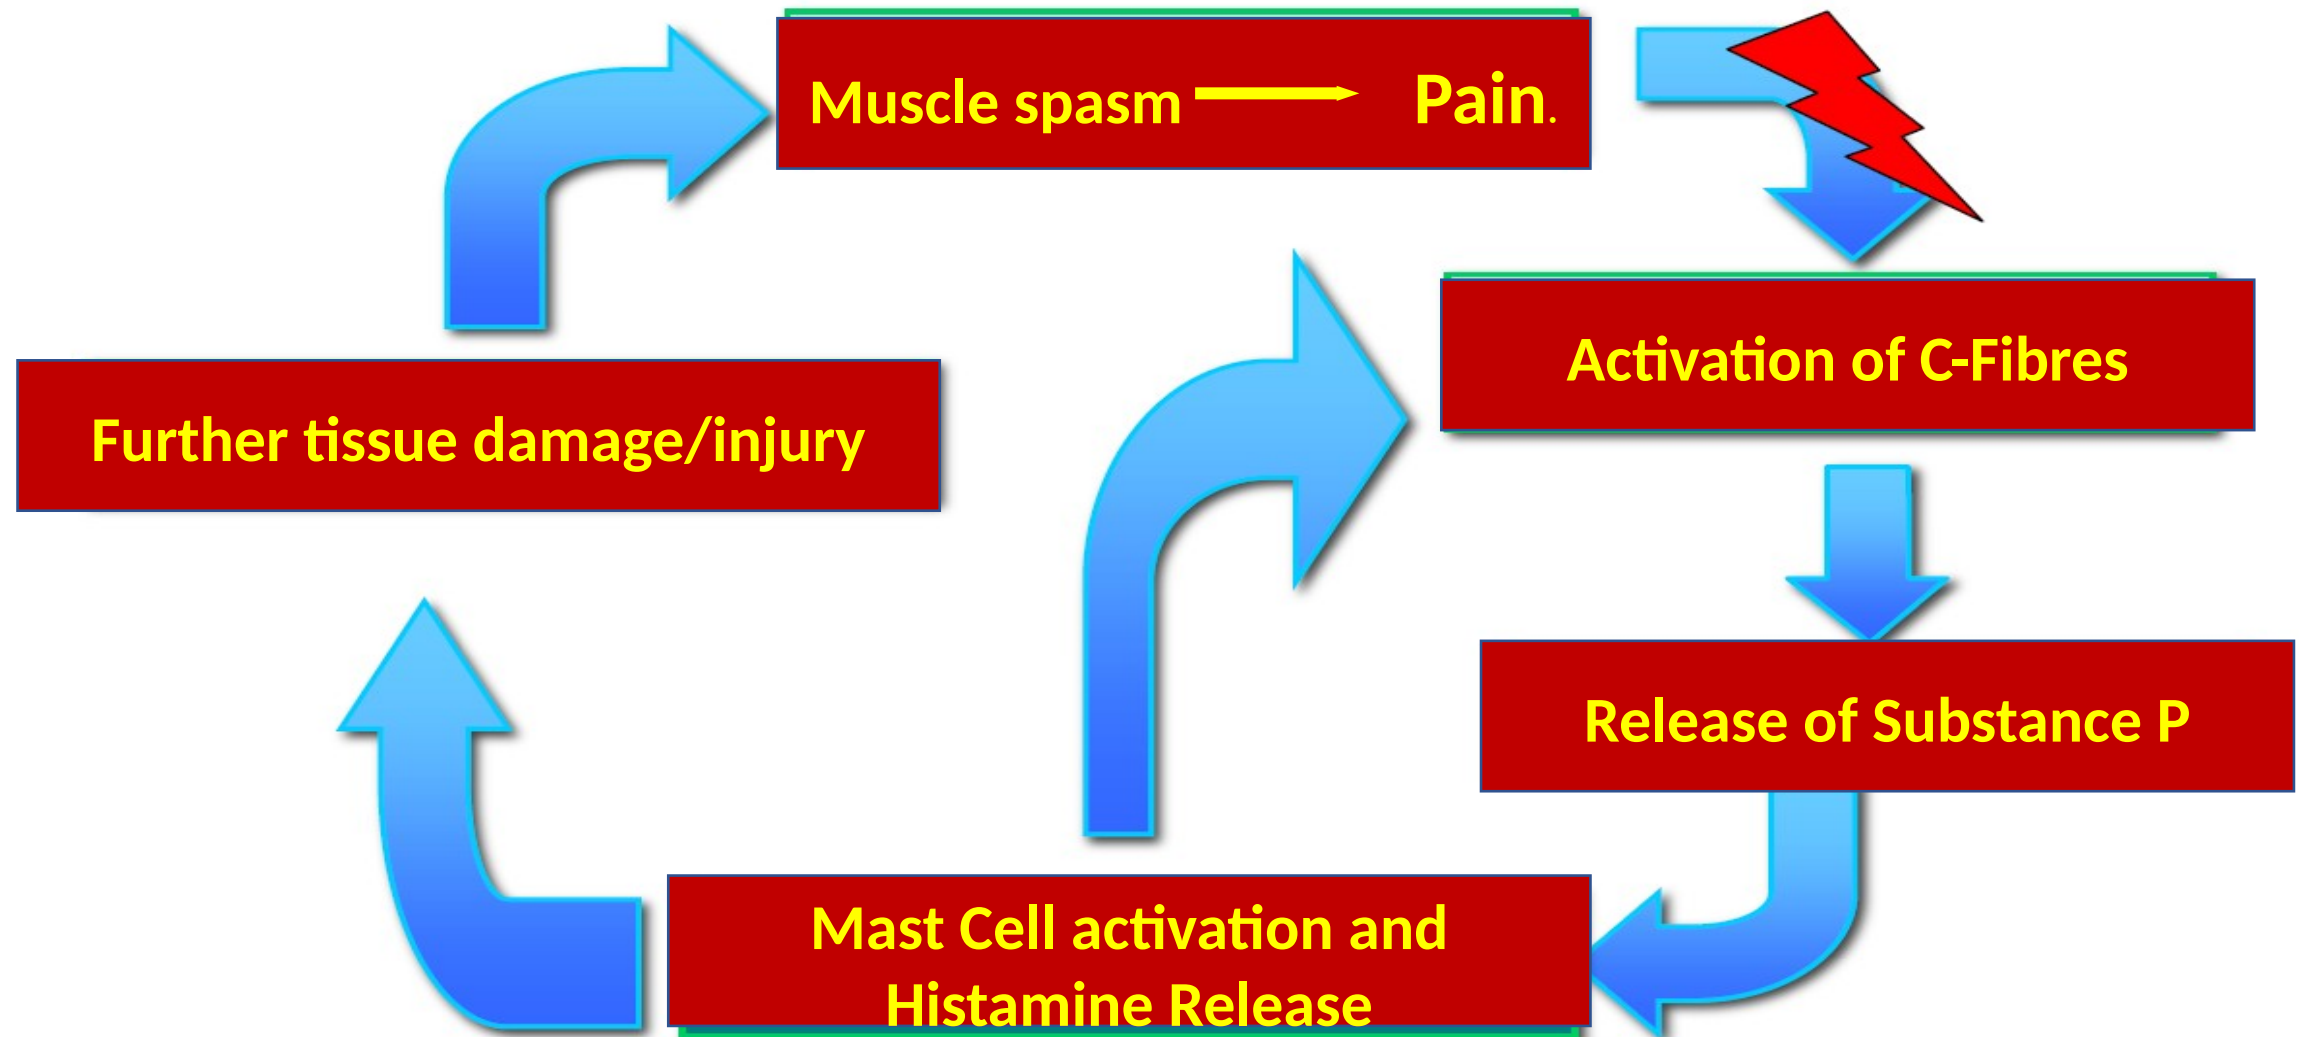 Muscle spasm Pain.
Activation of C-Fibres
Further tissue damage/injury
Release of Substance P
Mast Cell activation and
Histamine Release